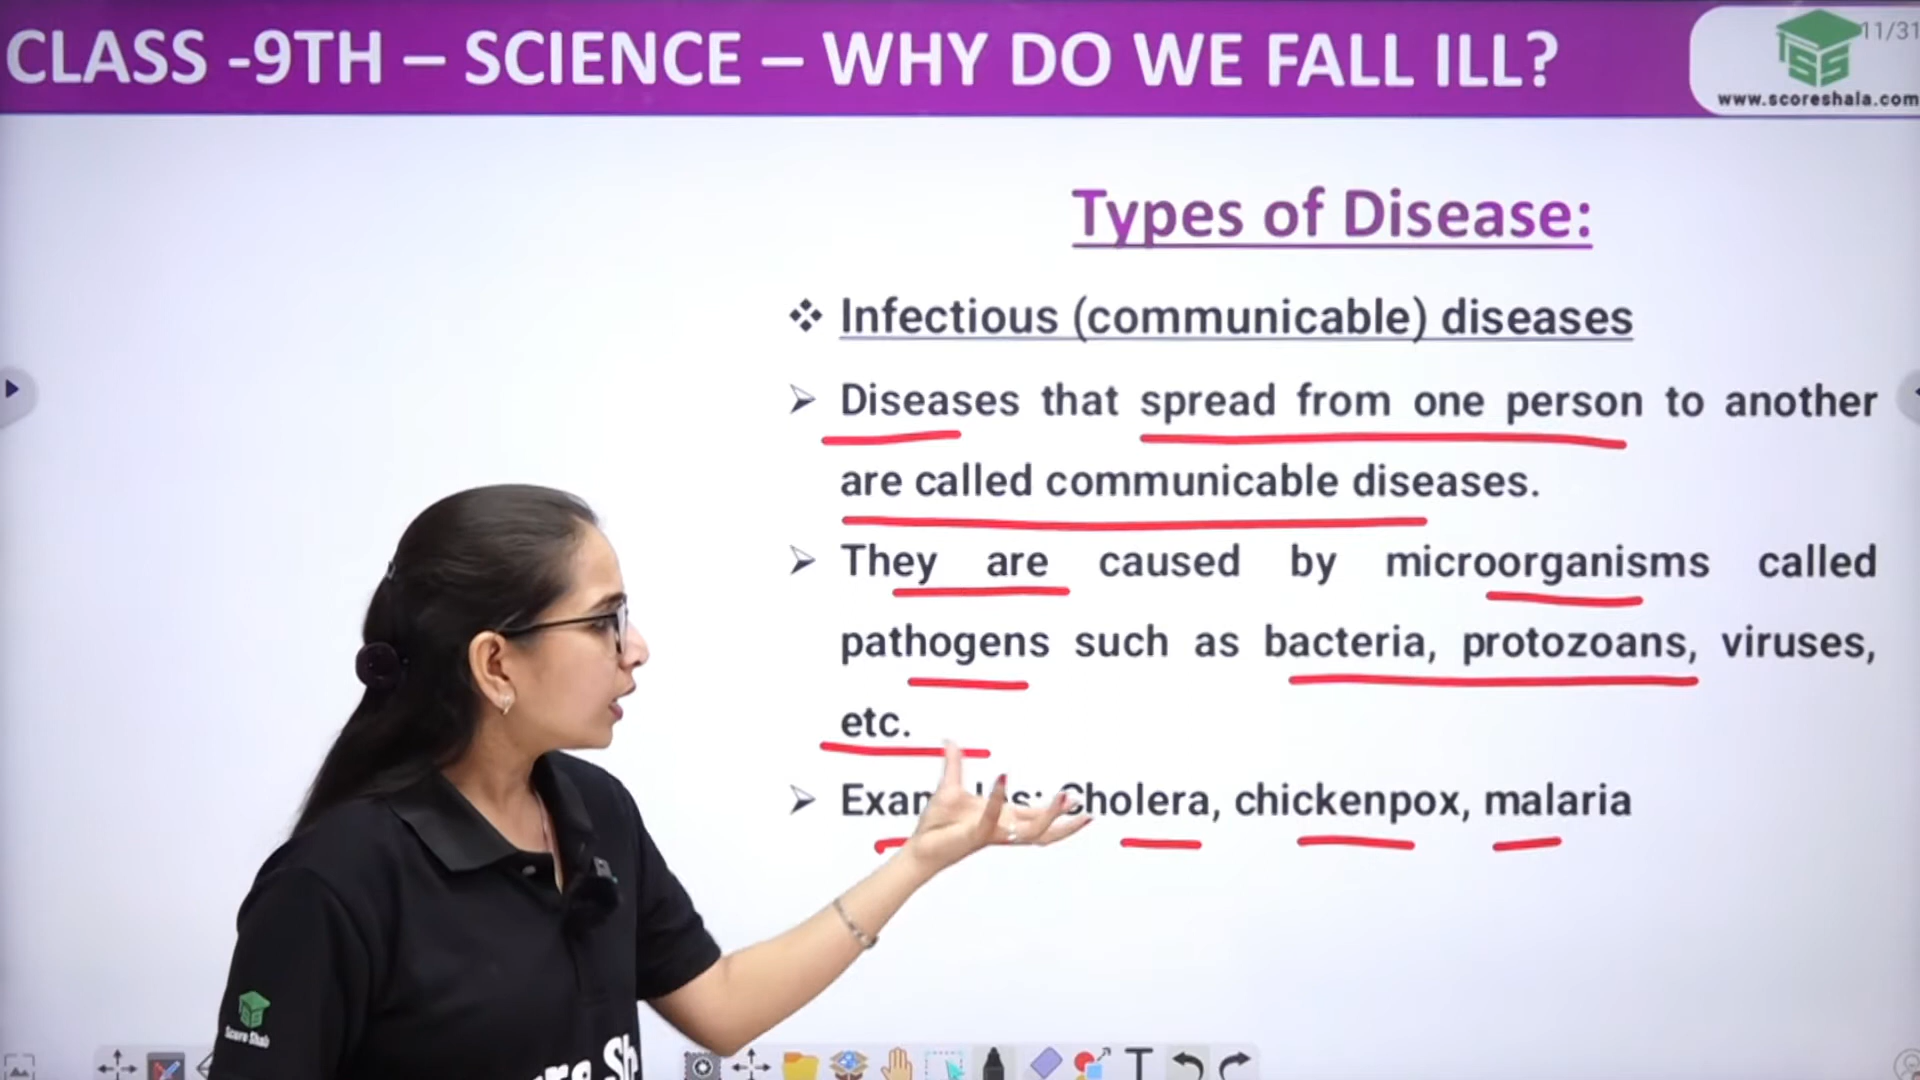 CLASS -9TH – SCIENCE – WHY DO WE FALL ILL?
11/31
www.scoreshala.com
Types of Disease:
❖ Infectious (communicable) diseases
➢ Diseases that spread from one person to another
are called communicable diseases.
➢ They are caused by microorganisms called
pathogens such as bacteria, protozoans, viruses,
etc.
➢ Cholera, chickenpox, malaria
Score Shala